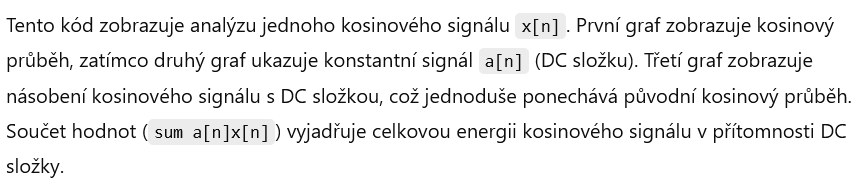 Tento kód zobrazuje analýzu jednoho kosinového signálu x[n]. První graf zobrazuje kosinový
průběh, zatímco druhý graf ukazuje konstantní signál a[n] (DC složku). Třetí graf zobrazuje
násobení kosinového signálu s DC složkou, což jednoduše ponechává původní kosinový průběh.
Součet hodnot (sum a[n]x[n]) vyjadřuje celkovou energii kosinového signálu v přítomnosti DC
složky.